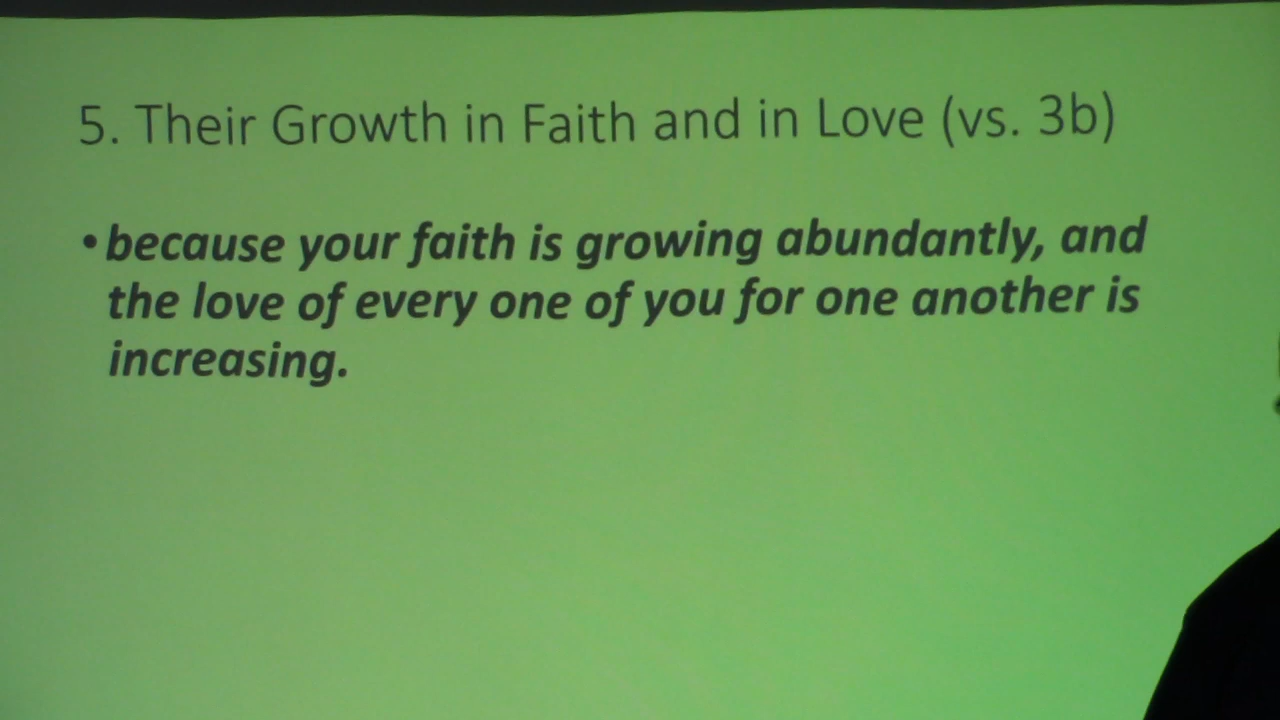 5. Their Growth in Faith and in Love (vs. 3b)
• because your faith is growing abundantly, and
the love of every one of you for one another is
increasing.